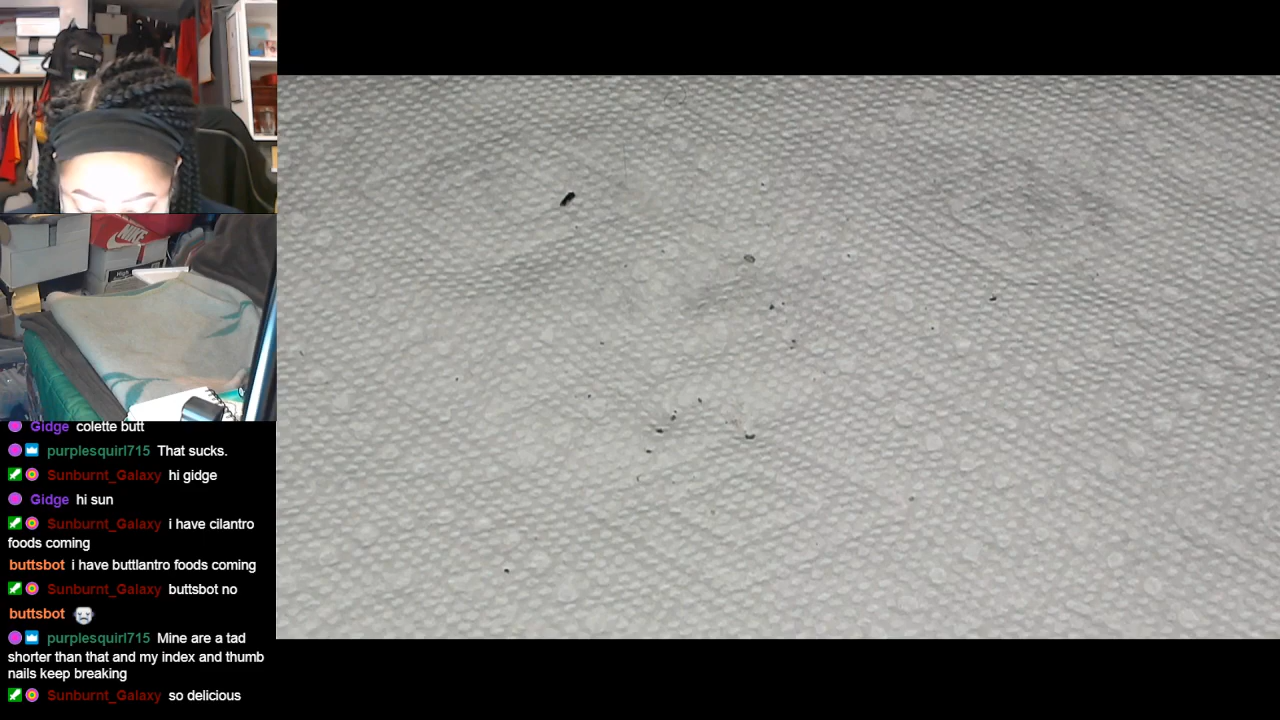 NIKE
High
Gidge colette butt
purplesquirl715 That sucks.
Sunburnt_Galaxy hi gidge
Gidge hi sun
Sunburnt_Galaxy i have cilantro
foods coming
buttsbot i have buttlantro foods coming
Sunburnt_Galaxy buttsbot no
buttsbot
purplesquirl715 Mine are a tad
shorter than that and my index and thumb
nails keep breaking
Sunburnt_Galaxy so delicious